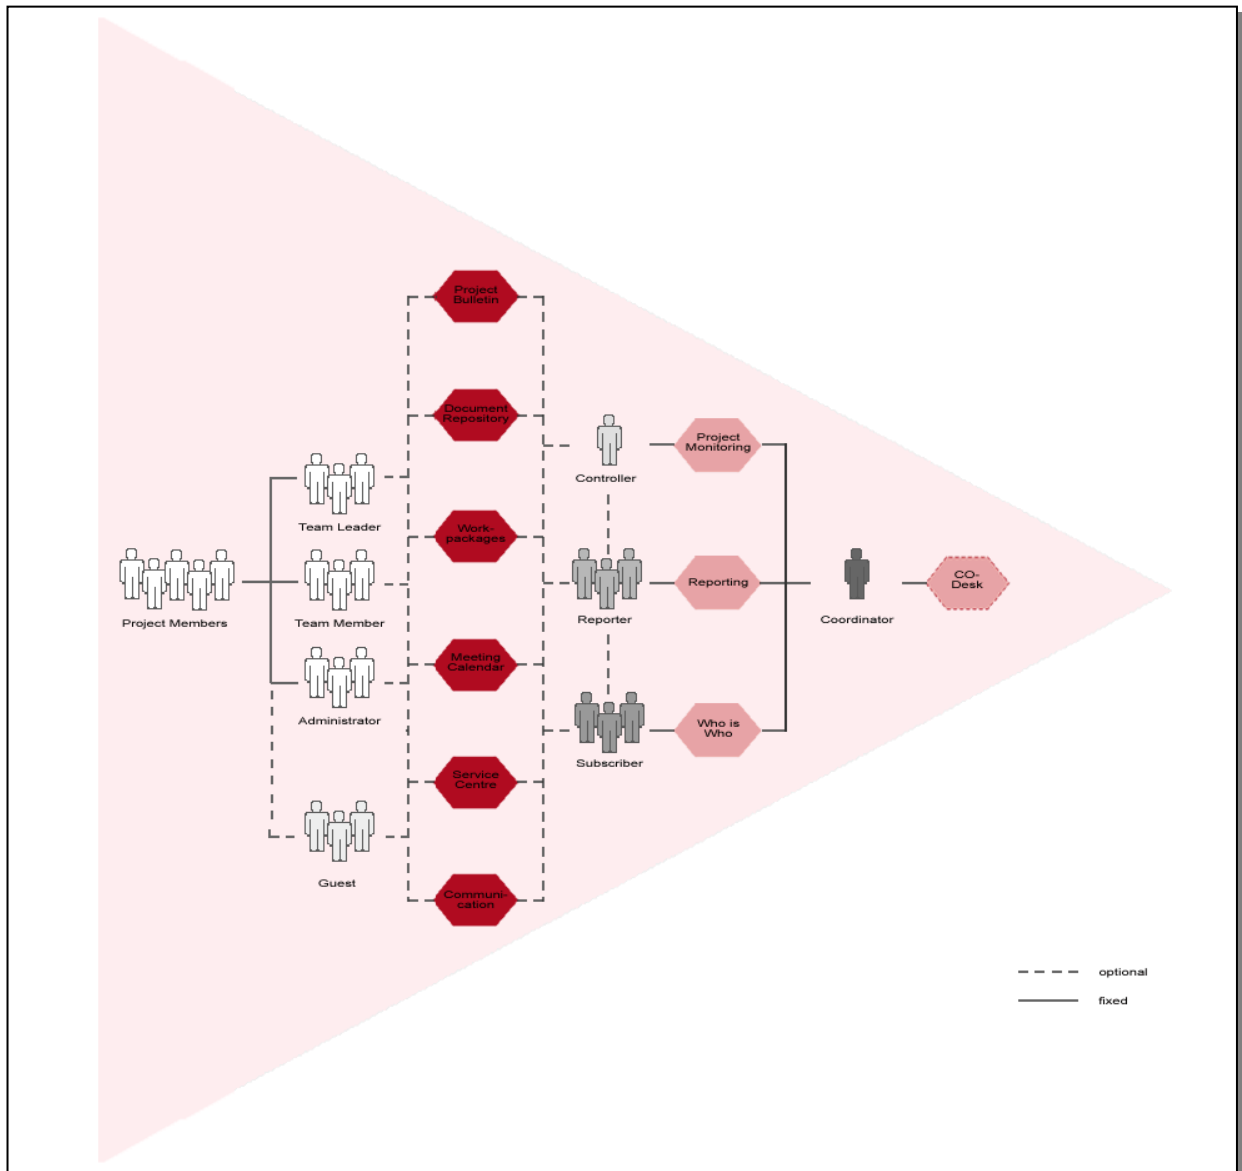 Project
Bulletin
Document
Repository
Project
Monitoring
Controller
Team Leader
Work-
packages
CO-
Desk
Reporting
Project Members
Team Member
Reporter
Coordinator
Meeting
Calendar
Administrator
Who is
Who
Subscriber
Service
Centre
Guest
Communi-
cation
optional
fixed